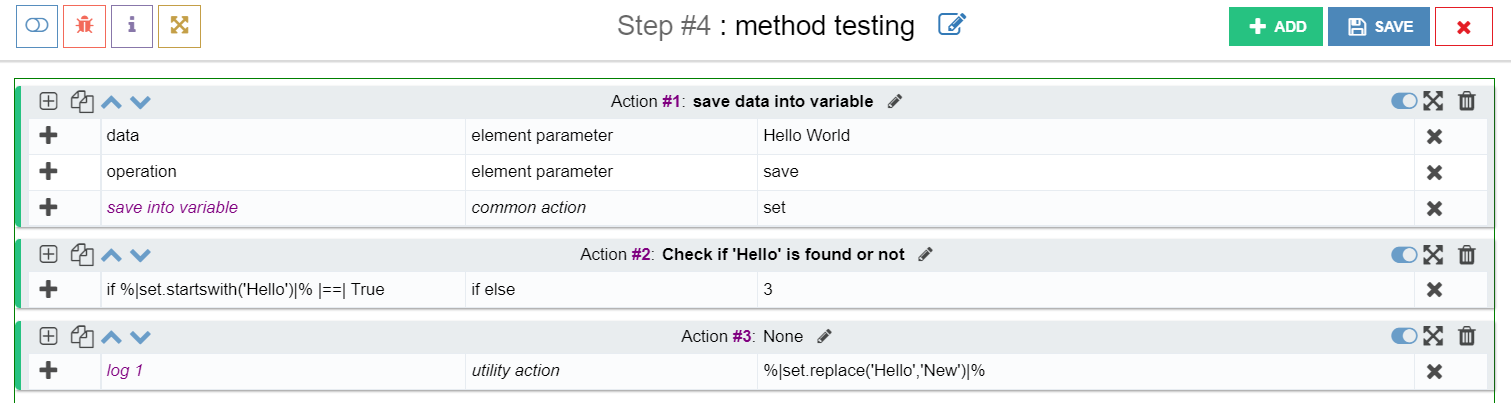 Step #4 : method testing
ADD SAVE
Action #1: save data into variable
data element parameter Hello World
operation element parameter save
save into variable common action set
Action #2: Check if 'Hello' is found or not
if %|set.startswith('Hello')|% |==| True if else 3
Action #3: None
log 1 utility action %|set.replace('Hello','New')|%